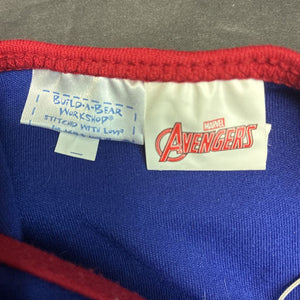 BUILD-A-BEAR
WORKSHOP®
STITCHED WITH LOVE®
MARVEL
AVENGERS